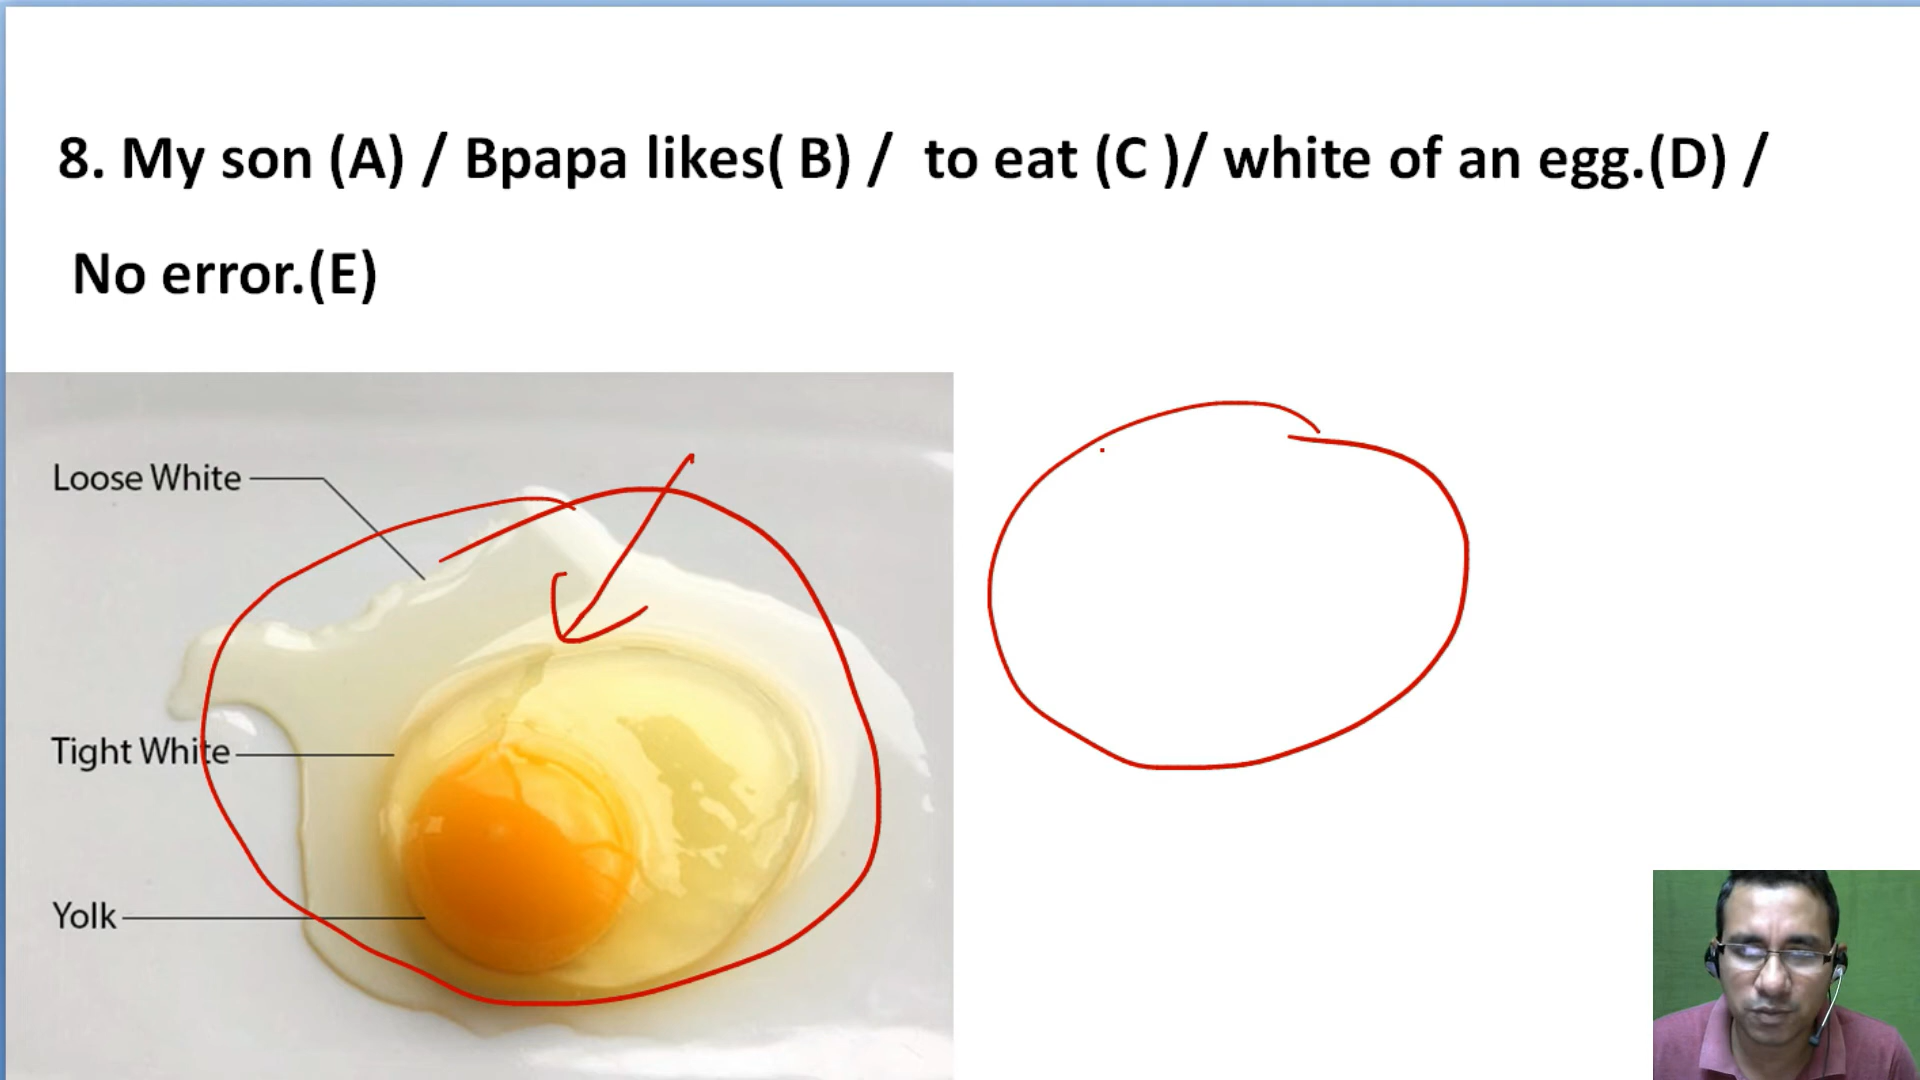 8. My son (A) / Bpapa likes( B) /  to eat (C )/ white of an egg.(D) /
No error.(E)
Loose White
Tight White
Yolk